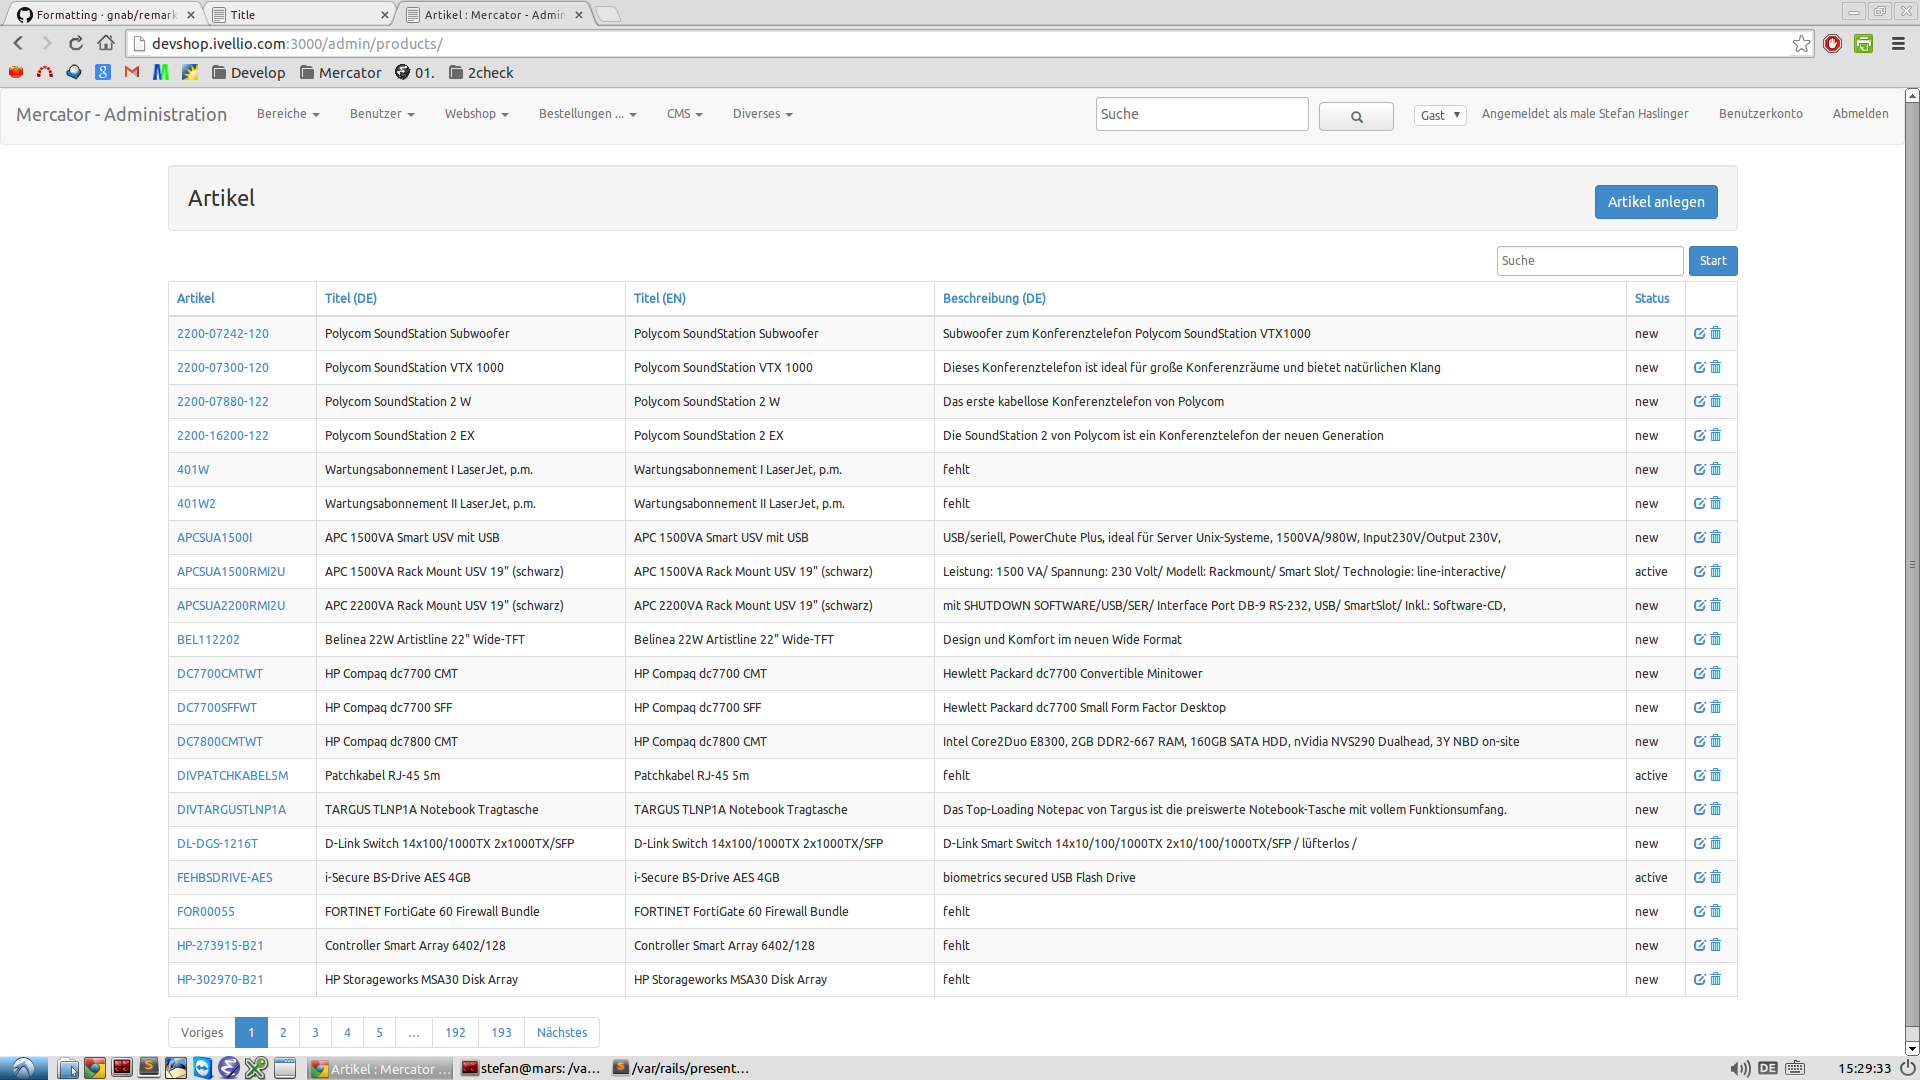 Formatting · gnab/remark
Title
Artikel : Mercator - Admin
devshop.ivellio.com:3000/admin/products/
Develop Mercator 01. 2check
Mercator - Administration Bereiche Benutzer Webshop Bestellungen ... CMS Diverses Suche Gast Angemeldet als male Stefan Haslinger Benutzerkonto Abmelden
Artikel Artikel anlegen
Suche Start
Artikel Titel (DE) Titel (EN) Beschreibung (DE) Status
2200-07242-120 Polycom SoundStation Subwoofer Polycom SoundStation Subwoofer Subwoofer zum Konferenztelefon Polycom SoundStation VTX1000 new
2200-07300-120 Polycom SoundStation VTX 1000 Polycom SoundStation VTX 1000 Dieses Konferenztelefon ist ideal für große Konferenzräume und bietet natürlichen Klang new
2200-07880-122 Polycom SoundStation 2 W Polycom SoundStation 2 W Das erste kabellose Konferenztelefon von Polycom new
2200-16200-122 Polycom SoundStation 2 EX Polycom SoundStation 2 EX Die SoundStation 2 von Polycom ist ein Konferenztelefon der neuen Generation new
401W Wartungsabonnement I LaserJet, p.m. Wartungsabonnement I LaserJet, p.m. fehlt new
401W2 Wartungsabonnement II LaserJet, p.m. Wartungsabonnement II LaserJet, p.m. fehlt new
APCSUA1500I APC 1500VA Smart USV mit USB APC 1500VA Smart USV mit USB USB/seriell, PowerChute Plus, ideal für Server Unix-Systeme, 1500VA/980W, Input230V/Output 230V, new
APCSUA1500RMI2U APC 1500VA Rack Mount USV 19" (schwarz) APC 1500VA Rack Mount USV 19" (schwarz) Leistung: 1500 VA/ Spannung: 230 Volt/ Modell: Rackmount/ Smart Slot/ Technologie: line-interactive/ active
APCSUA2200RMI2U APC 2200VA Rack Mount USV 19" (schwarz) APC 2200VA Rack Mount USV 19" (schwarz) mit SHUTDOWN SOFTWARE/USB/SER/ Interface Port DB-9 RS-232, USB/ SmartSlot/ Inkl.: Software-CD, new
BEL112202 Belinea 22W Artistline 22" Wide-TFT Belinea 22W Artistline 22" Wide-TFT Design und Komfort im neuen Wide Format new
DC7700CMTWT HP Compaq dc7700 CMT HP Compaq dc7700 CMT Hewlett Packard dc7700 Convertible Minitower new
DC7700SFFWT HP Compaq dc7700 SFF HP Compaq dc7700 SFF Hewlett Packard dc7700 Small Form Factor Desktop new
DC7800CMTWT HP Compaq dc7800 CMT HP Compaq dc7800 CMT Intel Core2Duo E8300, 2GB DDR2-667 RAM, 160GB SATA HDD, nVidia NVS290 Dualhead, 3Y NBD on-site new
DIVPATCHKABEL5M Patchkabel RJ-45 5m Patchkabel RJ-45 5m fehlt active
DIVTARGUSTLNP1A TARGUS TLNP1A Notebook Tragtasche TARGUS TLNP1A Notebook Tragtasche Das Top-Loading Notepac von Targus ist die preiswerte Notebook-Tasche mit vollem Funktionsumfang. new
DL-DGS-1216T D-Link Switch 14x100/1000TX 2x1000TX/SFP D-Link Switch 14x100/1000TX 2x1000TX/SFP D-Link Smart Switch 14x10/100/1000TX 2x10/100/1000TX/SFP / lüfterlos / new
FEHBSDRIVE-AES i-Secure BS-Drive AES 4GB i-Secure BS-Drive AES 4GB biometrics secured USB Flash Drive active
FOR00055 FORTINET FortiGate 60 Firewall Bundle FORTINET FortiGate 60 Firewall Bundle fehlt new
HP-273915-B21 Controller Smart Array 6402/128 Controller Smart Array 6402/128 fehlt new
HP-302970-B21 HP Storageworks MSA30 Disk Array HP Storageworks MSA30 Disk Array fehlt new
Voriges 1 2 3 4 5 ... 192 193 Nächstes
Artikel : Mercator ... stefan@mars: /va... /var/rails/present... DE 15:29:33